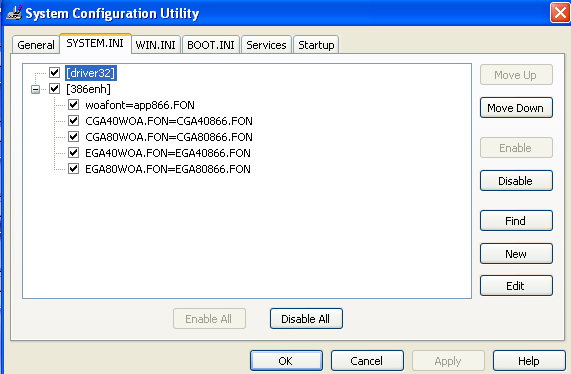 System Configuration Utility
General SYSTEM.INI WIN.INI BOOT.INI Services Startup
[driver32]
[386enh]
woafont=app866.FON
CGA40WOA.FON=CGA40866.FON
CGA80WOA.FON=CGA80866.FON
EGA40WOA.FON=EGA40866.FON
EGA80WOA.FON=EGA80866.FON
Move Up
Move Down
Enable
Disable
Find
New
Edit
Enable All Disable All
OK Cancel Apply Help